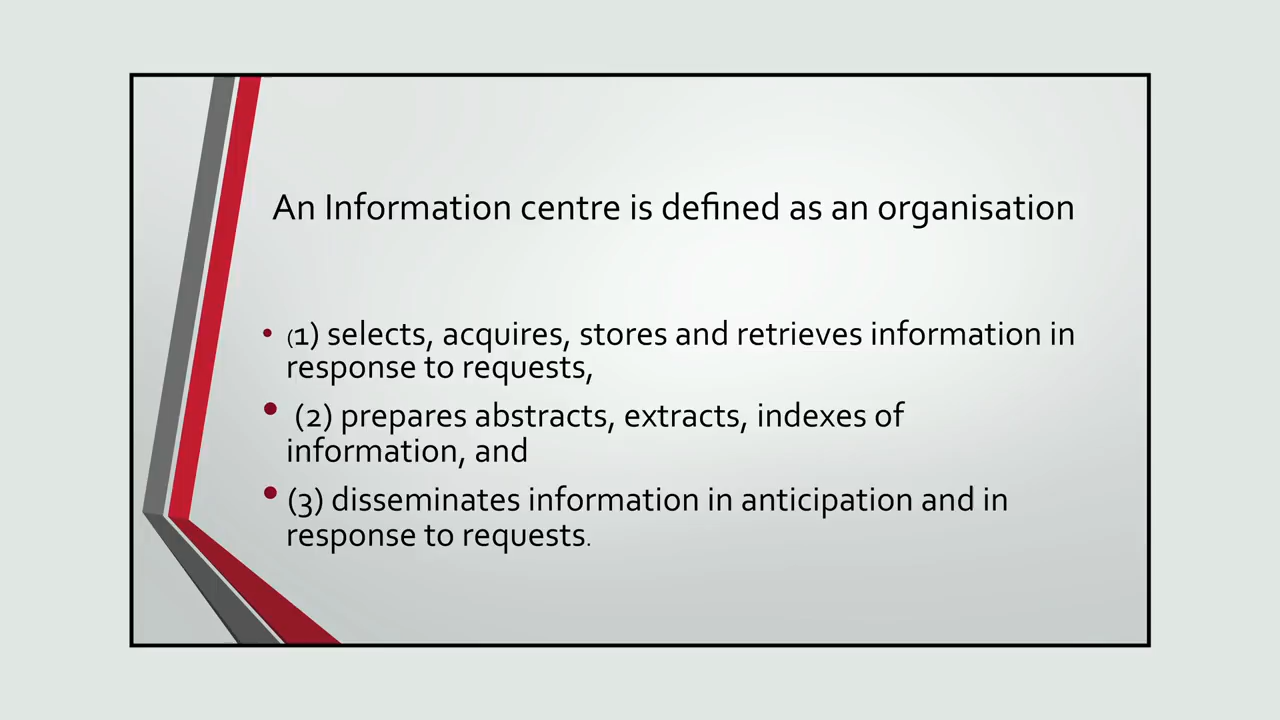 An Information centre is defined as an organisation
• (1) selects, acquires, stores and retrieves information in
response to requests,
• (2) prepares abstracts, extracts, indexes of
information, and
• (3) disseminates information in anticipation and in
response to requests.